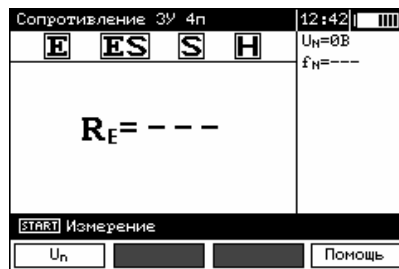 Сопротивление ЗУ 4п 12:42
E ES S H
UN=0В
fN=---
RE=---
START Измерение
Un Помощь